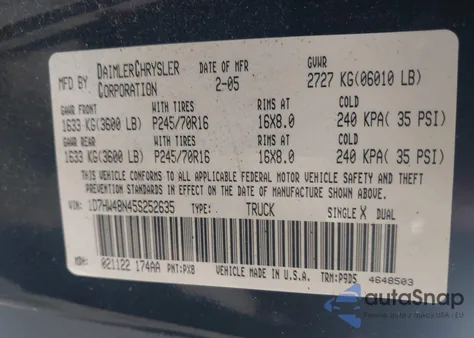 MFD BY DAIMLERCHRYSLER CORPORATION DATE OF MFR 2-05 GVWR 2727 KG(06010 LB)
GAWR FRONT WITH TIRES RIMS AT COLD
1633 KG(3600 LB) P245/70R16 16X8.0 240 KPA( 35 PSI)
GAWR REAR WITH TIRES RIMS AT COLD
1633 KG(3600 LB) P245/70R16 16X8.0 240 KPA( 35 PSI)
THIS VEHICLE CONFORMS TO ALL APPLICABLE FEDERAL MOTOR VEHICLE SAFETY AND THEFT
PREVENTION STANDARDS IN EFFECT ON THE DATE OF MANUFACTURE SHOWN ABOVE.
VIN: 1D7HW48N45S252635 TYPE: TRUCK SINGLE X DUAL
MDH: 021122 174AA PNT:PXB VEHICLE MADE IN U.S.A. TRM:P9D5 4648503
autoSnap